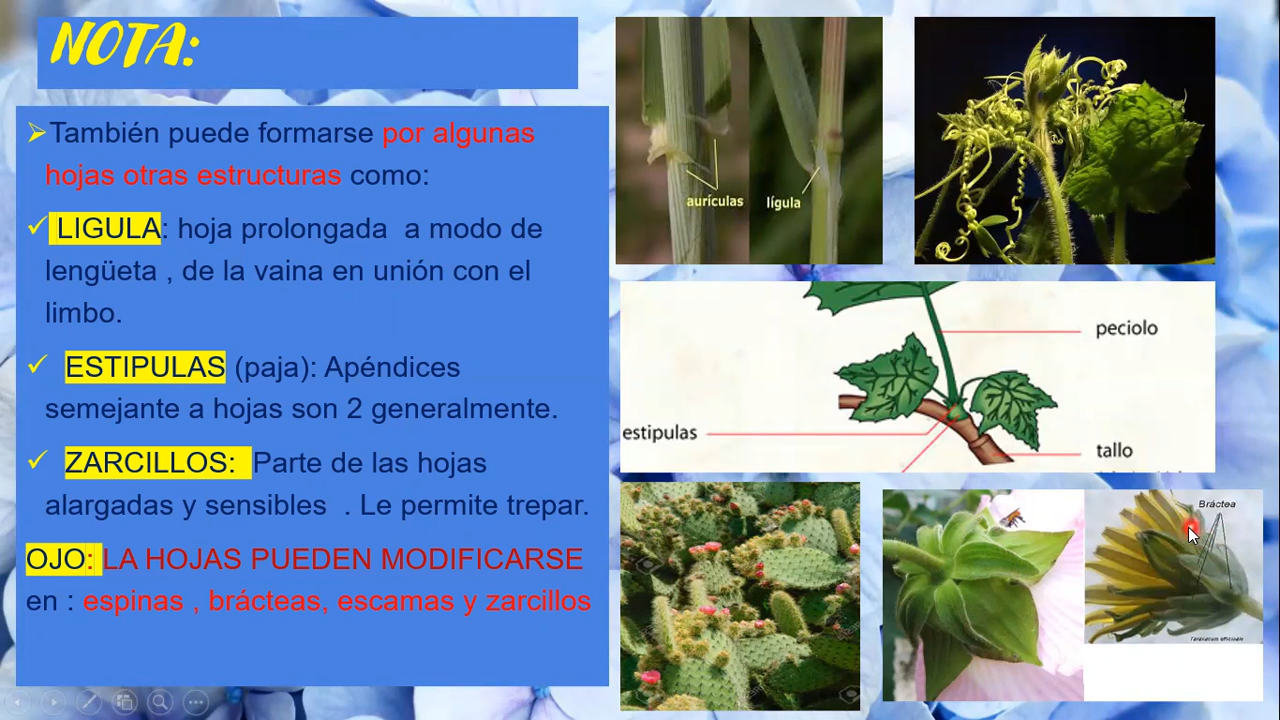 NOTA:
También puede formarse por algunas
hojas otras estructuras como:
LIGULA: hoja prolongada a modo de
lengüeta , de la vaina en unión con el
limbo.
ESTIPULAS (paja): Apéndices
semejante a hojas son 2 generalmente.
ZARCILLOS: Parte de las hojas
alargadas y sensibles . Le permite trepar.
OJO: LA HOJAS PUEDEN MODIFICARSE
en : espinas , brácteas, escamas y zarcillos
aurículas
lígula
peciolo
estipulas
tallo
Bráctea
Taraxacum officinale